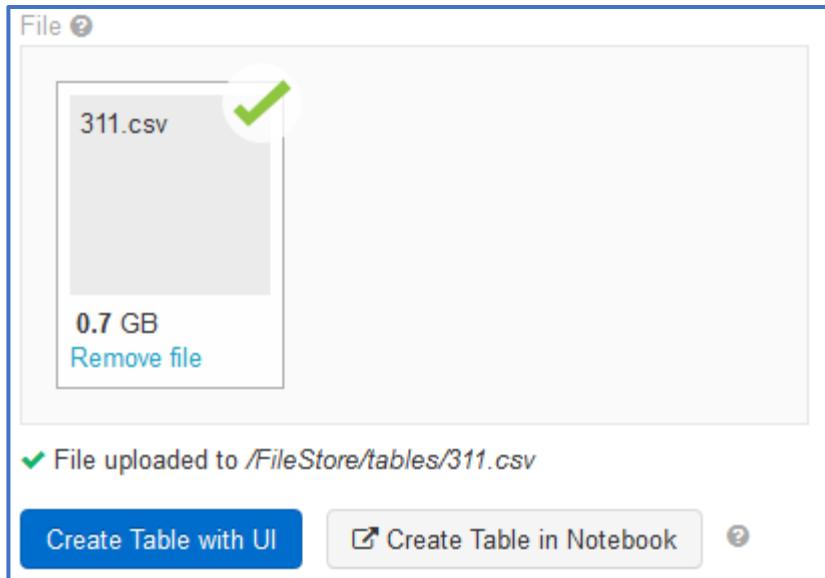 File
311.csv
0.7 GB
Remove file
File uploaded to /FileStore/tables/311.csv
Create Table with UI
Create Table in Notebook